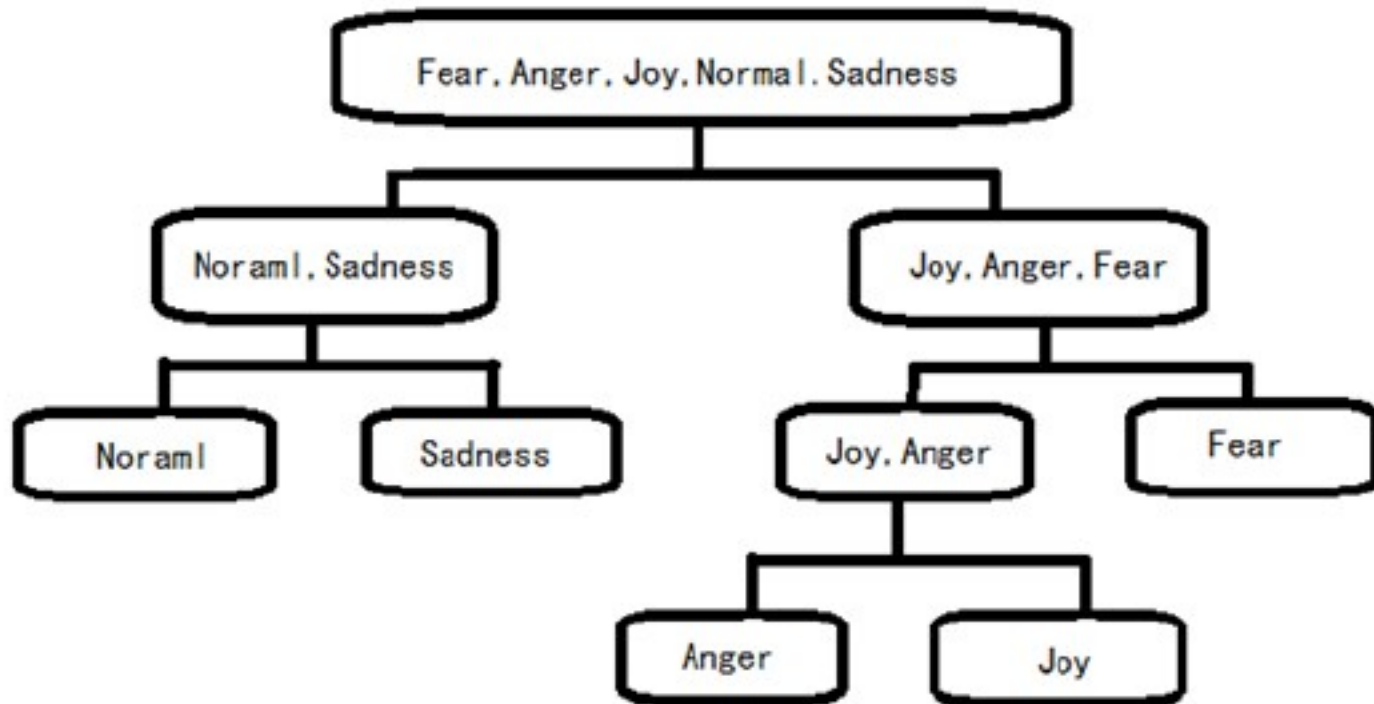 Fear,Anger,Joy,Normal.Sadness
Noraml,Sadness
Joy,Anger,Fear
Noraml
Sadness
Joy,Anger
Fear
Anger
Joy